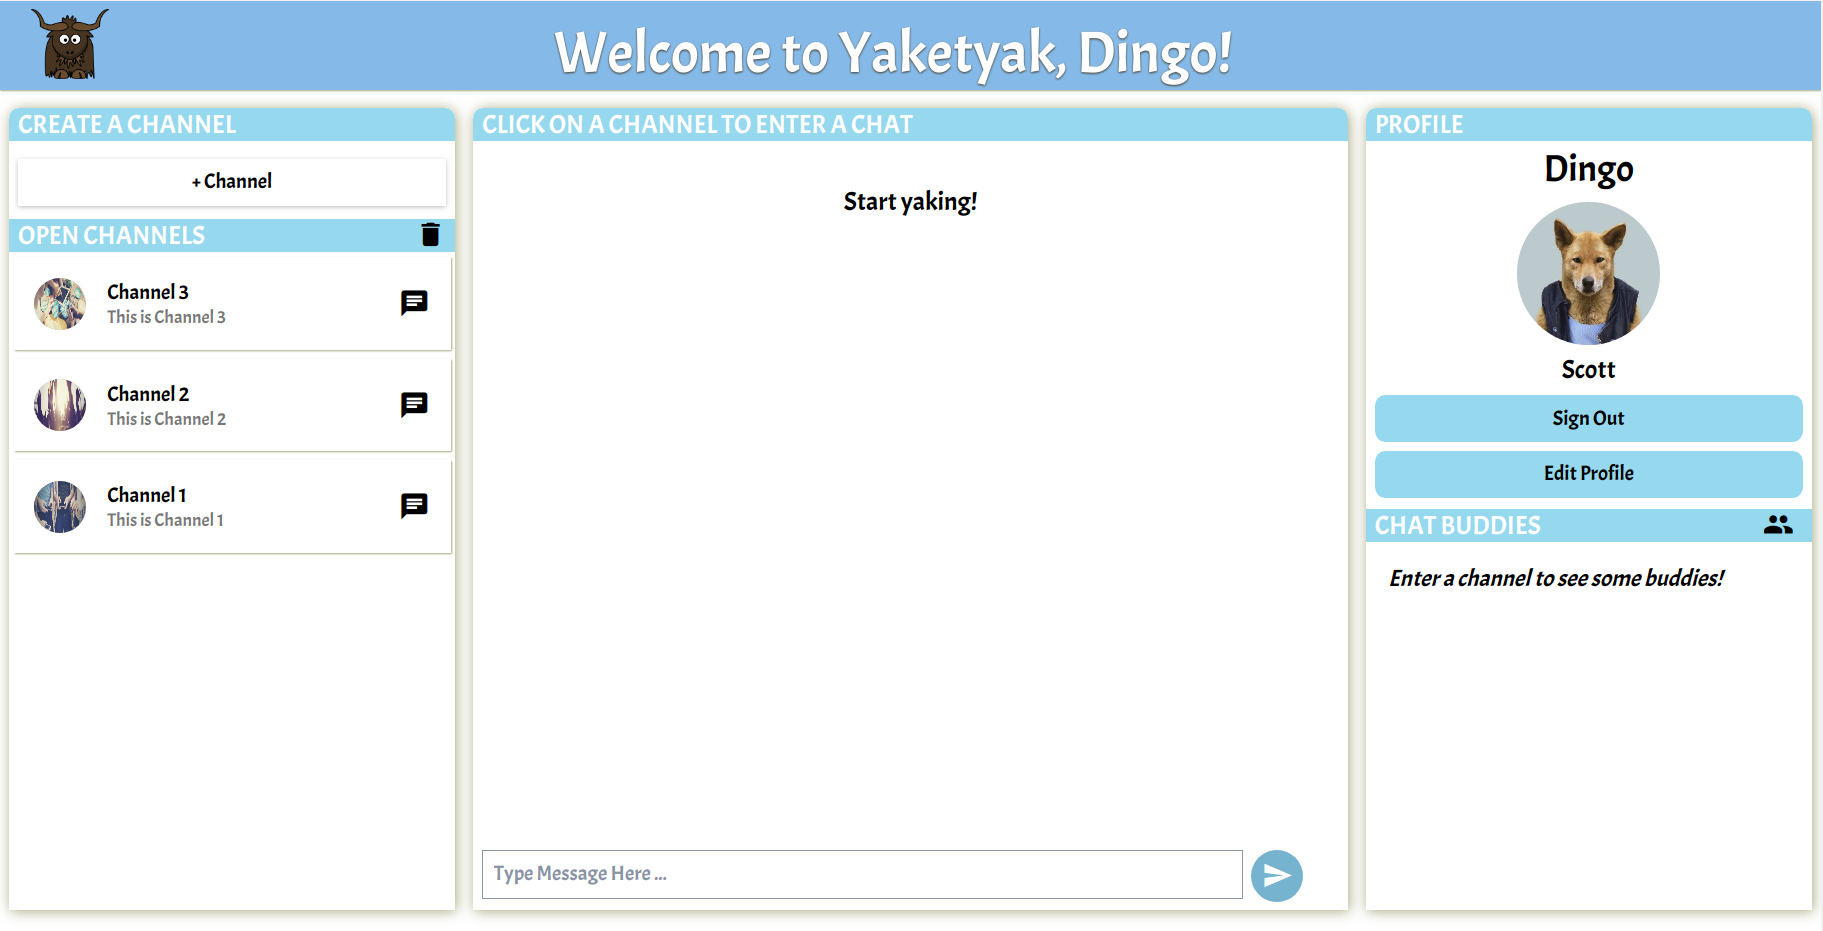 Welcome to Yaketyak, Dingo!
CREATE A CHANNEL
+ Channel
OPEN CHANNELS
Channel 3
This is Channel 3
Channel 2
This is Channel 2
Channel 1
This is Channel 1
CLICK ON A CHANNEL TO ENTER A CHAT
Start yaking!
Type Message Here ...
PROFILE
Dingo
Scott
Sign Out
Edit Profile
CHAT BUDDIES
Enter a channel to see some buddies!